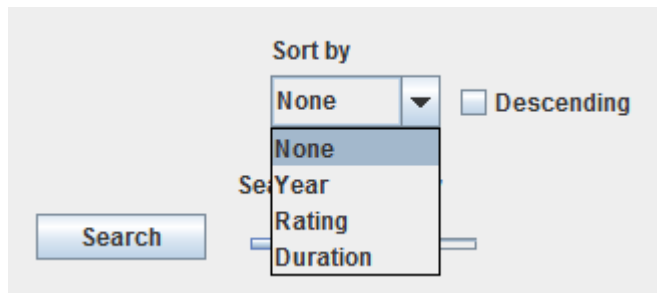 Sort by
None
Descending
None
Year
Rating
Duration
Search